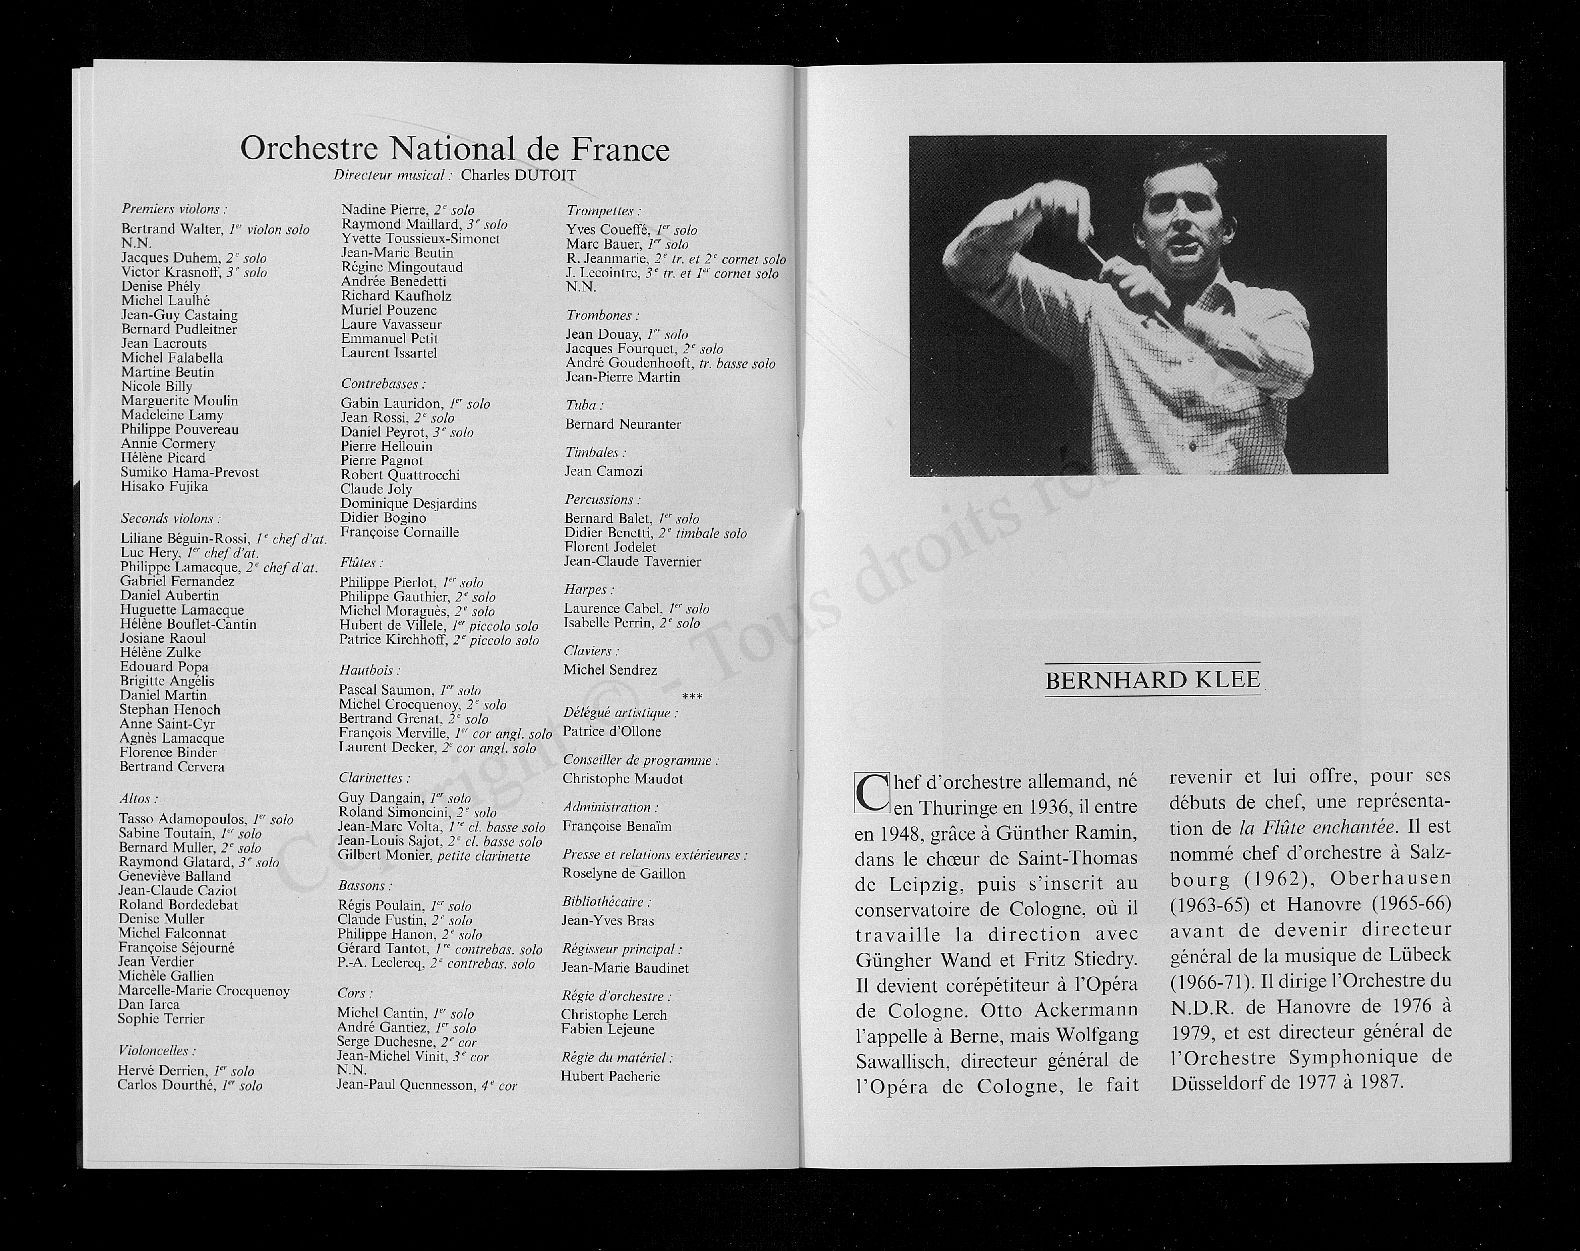 Orchestre National de France
Directeur musical : Charles DUTOIT
Premiers violons :
Bertrand Walter, 1er violon solo
N.N.
Jacques Duhem, 2e solo
Victor Krasnoff, 3e solo
Denise Phély
Michel Laulhé
Jean-Guy Castaing
Bernard Pudleitner
Jean Lacrouts
Michel Falabella
Martine Beutin
Nicole Billy
Marguerite Moulin
Madeleine Lamy
Philippe Pouvereau
Annie Cormery
Hélène Picard
Sumiko Hama-Prevost
Hisako Fujika
Seconds violons :
Liliane Béguin-Rossi, 1e chef d'at.
Luc Hery, 1er chef d'at.
Philippe Lamacque, 2e chef d'at.
Gabriel Fernandez
Daniel Aubertin
Huguette Lamacque
Hélène Bouflet-Cantin
Josiane Raoul
Hélène Zulke
Edouard Popa
Brigitte Angélis
Daniel Martin
Stephan Henoch
Anne Saint-Cyr
Agnès Lamacque
Florence Binder
Bertrand Cervera
Altos :
Tasso Adamopoulos, 1er solo
Sabine Toutain, 1er solo
Bernard Muller, 2e solo
Raymond Glatard, 3e solo
Geneviève Balland
Jean-Claude Caziot
Roland Bordedebat
Denise Muller
Michel Falconnat
Françoise Séjourné
Jean Verdier
Michèle Gallien
Marcelle-Marie Crocquenoy
Dan Iarca
Sophie Terrier
Violoncelles :
Hervé Derrien, 1er solo
Carlos Dourthé, 1er solo
Nadine Pierre, 2e solo
Raymond Maillard, 3e solo
Yvette Toussieux-Simonet
Jean-Marie Beutin
Régine Mingoutaud
Andrée Benedetti
Richard Kaufholz
Muriel Pouzenc
Laure Vavasseur
Emmanuel Petit
Laurent Issartel
Contrebasses :
Gabin Lauridon, 1er solo
Jean Rossi, 2e solo
Daniel Peyrot, 3e solo
Pierre Hellouin
Pierre Pagnot
Robert Quattrocchi
Claude Joly
Dominique Desjardins
Didier Bogino
Françoise Cornaille
Flûtes :
Philippe Pierlot, 1er solo
Philippe Gauthier, 2e solo
Michel Moraguès, 2e solo
Hubert de Villele, 1er piccolo solo
Patrice Kirchhoff, 2e piccolo solo
Hautbois :
Pascal Saumon, 1er solo
Michel Crocquenoy, 2e solo
Bertrand Grenat, 2e solo
François Merville, 1er cor angl. solo
Laurent Decker, 2e cor angl. solo
Clarinettes :
Guy Dangain, 1er solo
Roland Simoncini, 2e solo
Jean-Marc Volta, 1re cl. basse solo
Jean-Louis Sajot, 2e cl. basse solo
Gilbert Monier, petite clarinette
Bassons :
Régis Poulain, 1er solo
Claude Fustin, 2e solo
Philippe Hanon, 2e solo
Gérard Tantot, 1re contrebas. solo
P.-A. Leclercq, 2e contrebas. solo
Cors :
Michel Cantin, 1er solo
André Gantiez, 1er solo
Serge Duchesne, 2e cor
Jean-Michel Vinit, 3e cor
N.N.
Jean-Paul Quennesson, 4e cor
Trompettes :
Yves Coueffé, 1er solo
Marc Bauer, 1er solo
R. Jeanmarie, 2e tr. et 2e cornet solo
J. Lecointre, 3e tr. et 1er cornet solo
N.N.
Trombones :
Jean Douay, 1er solo
Jacques Fourquet, 2e solo
André Goudenhooft, tr. basse solo
Jean-Pierre Martin
Tuba :
Bernard Neuranter
Timbales :
Jean Camozi
Percussions :
Bernard Balet, 1er solo
Didier Benetti, 2e timbale solo
Florent Jodelet
Jean-Claude Tavernier
Harpes :
Laurence Cabel, 1er solo
Isabelle Perrin, 2e solo
Claviers :
Michel Sendrez
***
Délégué artistique :
Patrice d'Ollone
Conseiller de programme :
Christophe Maudot
Administration :
Françoise Benaïm
Presse et relations extérieures :
Roselyne de Gaillon
Bibliothécaire :
Jean-Yves Bras
Régisseur principal :
Jean-Marie Baudinet
Régie d'orchestre :
Christophe Lerch
Fabien Lejeune
Régie du matériel :
Hubert Pacherie
BERNHARD KLEE
Chef d'orchestre allemand, né
en Thuringe en 1936, il entre
en 1948, grâce à Günther Ramin,
dans le chœur de Saint-Thomas
de Leipzig, puis s'inscrit au
conservatoire de Cologne, où il
travaille la direction avec
Güngher Wand et Fritz Stiedry.
Il devient corépétiteur à l'Opéra
de Cologne. Otto Ackermann
l'appelle à Berne, mais Wolfgang
Sawallisch, directeur général de
l'Opéra de Cologne, le fait
revenir et lui offre, pour ses
débuts de chef, une représenta-
tion de la Flûte enchantée. Il est
nommé chef d'orchestre à Salz-
bourg (1962), Oberhausen
(1963-65) et Hanovre (1965-66)
avant de devenir directeur
général de la musique de Lübeck
(1966-71). Il dirige l'Orchestre du
N.D.R. de Hanovre de 1976 à
1979, et est directeur général de
l'Orchestre Symphonique de
Düsseldorf de 1977 à 1987.
Copyright © - Tous droits